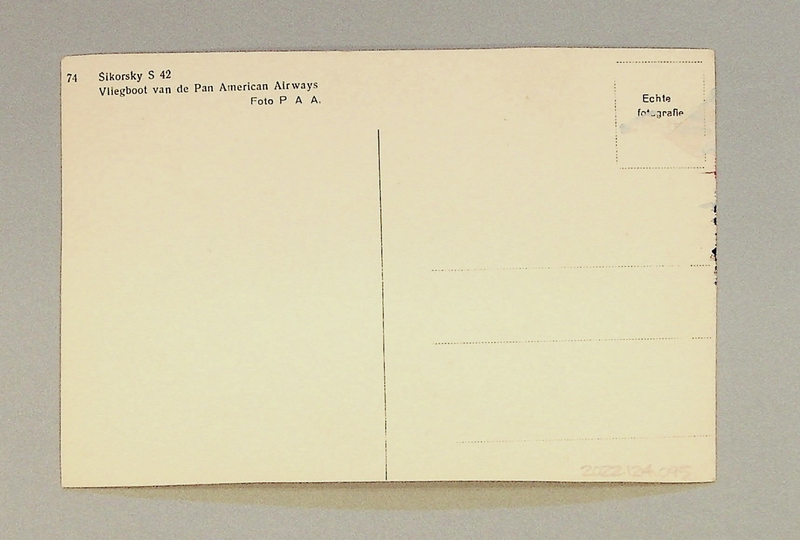 74 Sikorsky S 42
Vliegboot van de Pan American Airways
Foto P A A.
Echte
fotografie
2022.124.095